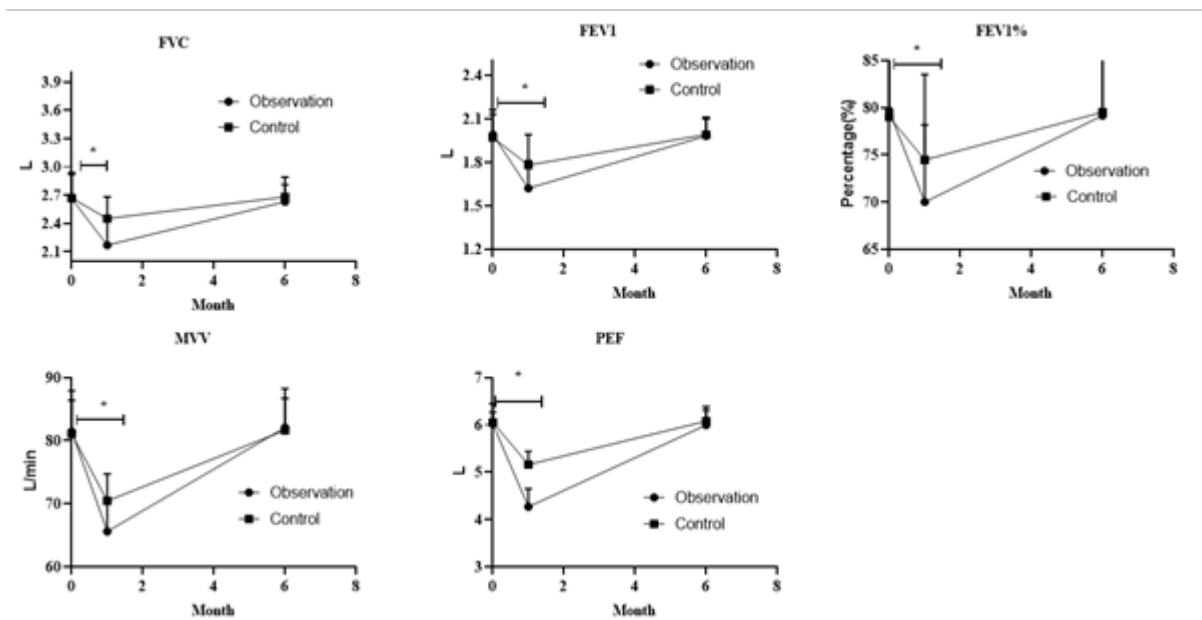 FVC
3.9
3.6
3.3
3.0
2.7
2.4
2.1
L
*
Observation
Control
0 2 4 6 8
Month
FEV1
2.4
2.1
1.8
1.5
1.2
L
*
Observation
Control
0 2 4 6 8
Month
FEV1%
85
80
75
70
65
Percentage(%)
*
Observation
Control
0 2 4 6 8
Month
MVV
90
80
70
60
L/min
*
Observation
Control
0 2 4 6 8
Month
PEF
7
6
5
4
3
L
*
Observation
Control
0 2 4 6 8
Month